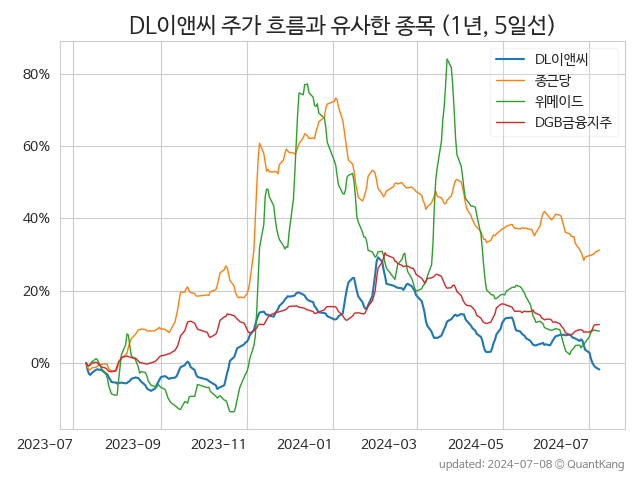 DL이앤씨 주가 흐름과 유사한 종목 (1년, 5일선)
DL이앤씨
종근당
위메이드
DGB금융지주
80%
60%
40%
20%
0%
2023-07
2023-09
2023-11
2024-01
2024-03
2024-05
2024-07
updated: 2024-07-08 © QuantKang